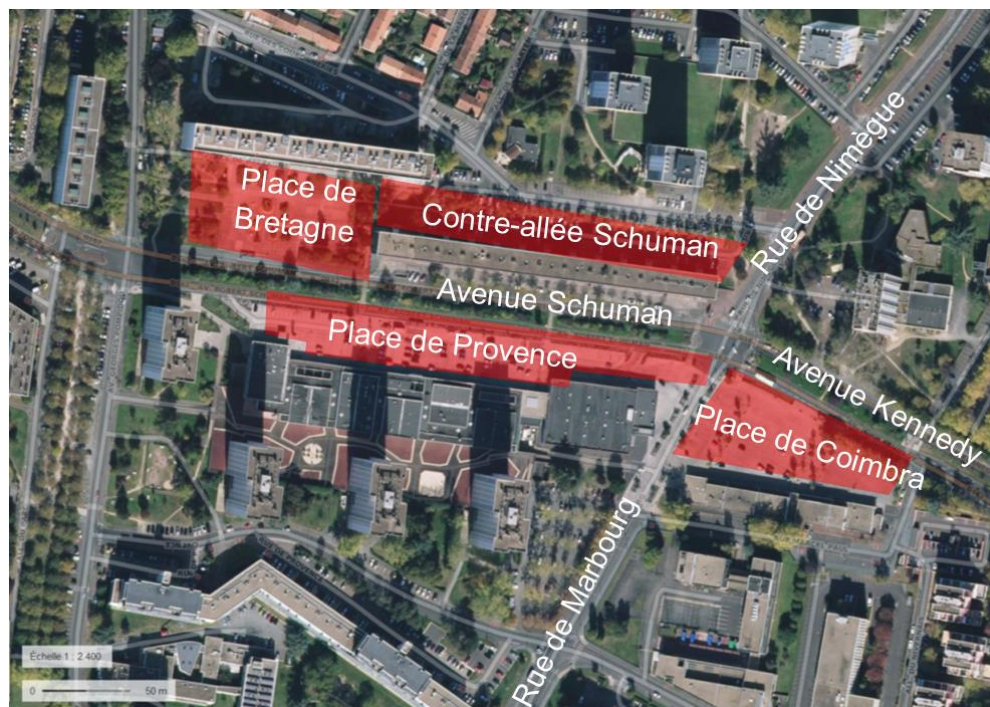 Place de
Bretagne
Contre-allée Schuman
Rue de Nimègue
Avenue Schuman
Place de Provence
Avenue Kennedy
Place de Coimbra
Rue de Marbourg
Échelle 1 : 2.400
0 50 m